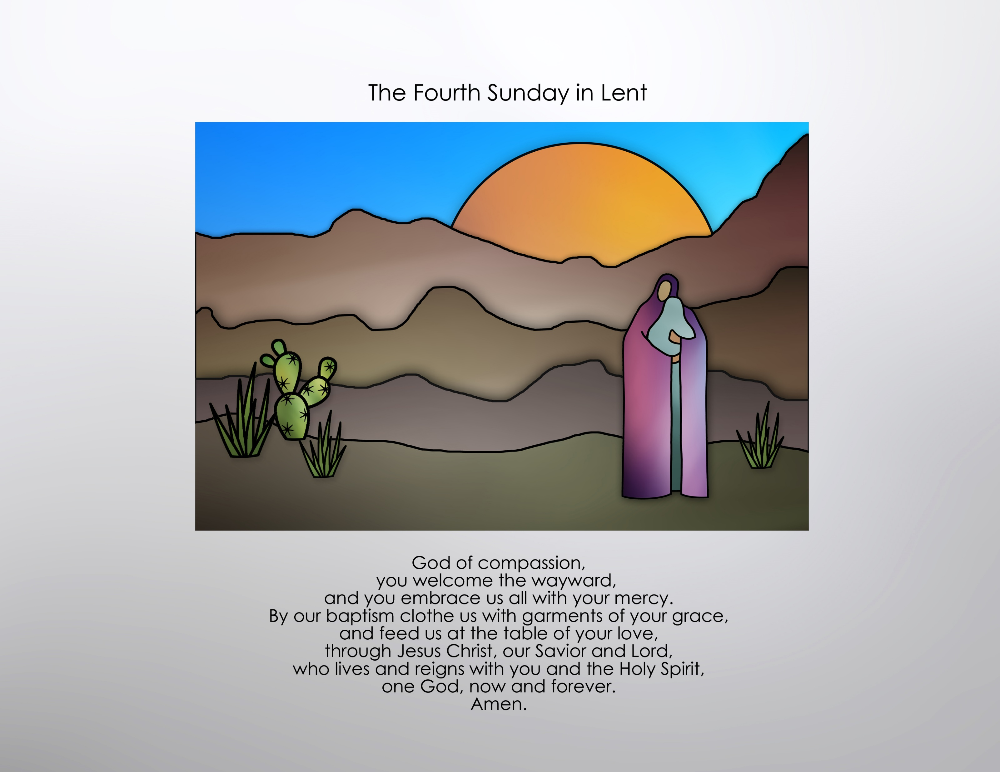 The Fourth Sunday in Lent
God of compassion,
you welcome the wayward,
and you embrace us all with your mercy.
By our baptism clothe us with garments of your grace,
and feed us at the table of your love,
through Jesus Christ, our Savior and Lord,
who lives and reigns with you and the Holy Spirit,
one God, now and forever.
Amen.